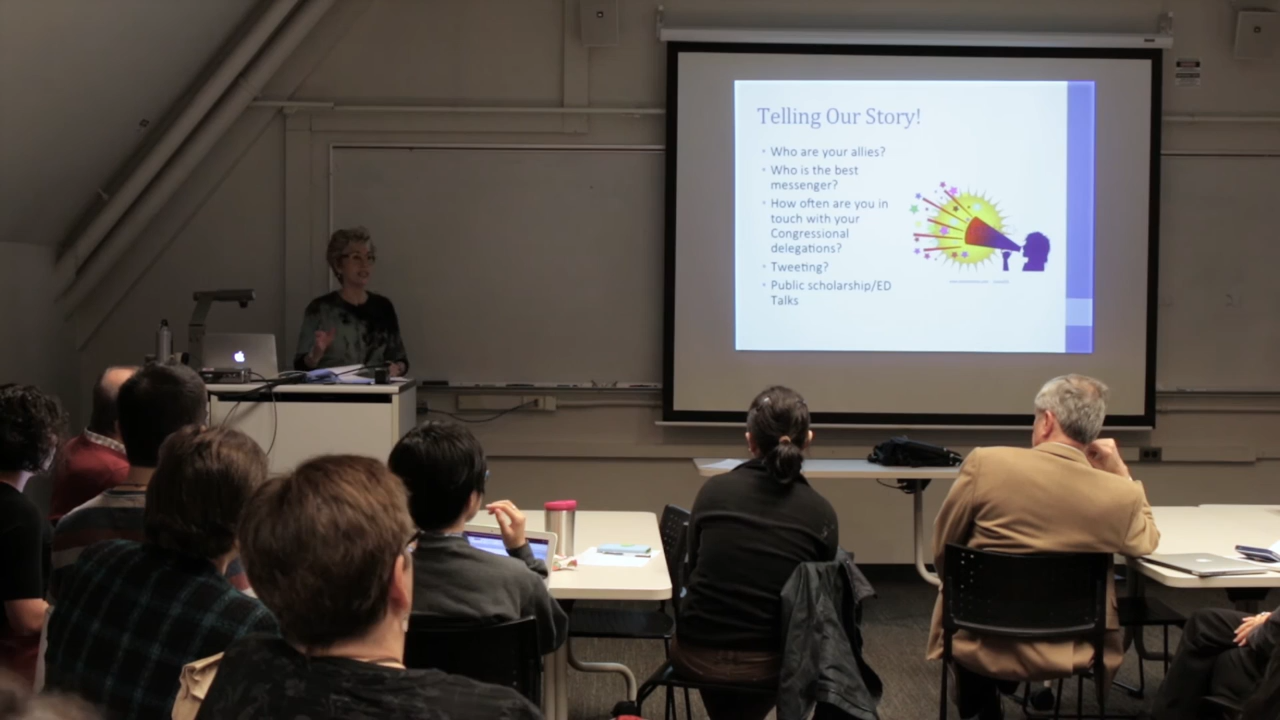 Telling Our Story!
• Who are your allies?
• Who is the best
messenger?
• How often are you in
touch with your
Congressional
delegations?
• Tweeting?
• Public scholarship/ED
Talks